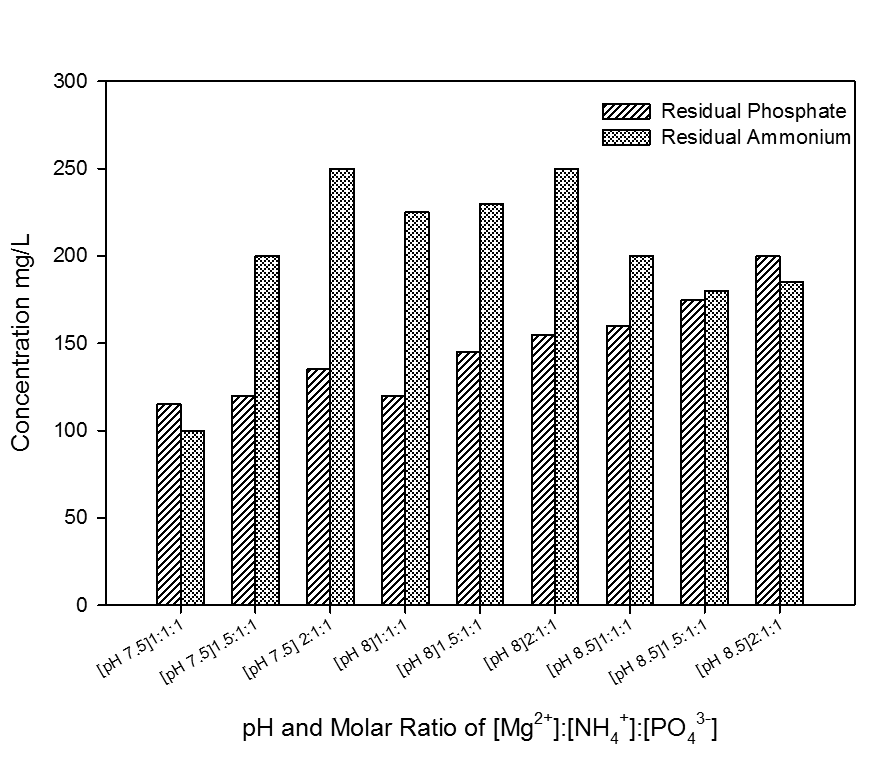 300
Residual Phosphate
Residual Ammonium
250
200
150
100
50
0
Concentration mg/L
[pH 7.5]1:1:1
[pH 7.5]1.5:1:1
[pH 7.5] 2:1:1
[pH 8]1:1:1
[pH 8]1.5:1:1
[pH 8]2:1:1
[pH 8.5]1:1:1
[pH 8.5]1.5:1:1
[pH 8.5]2:1:1
pH and Molar Ratio of [Mg²⁺]:[NH₄⁺]:[PO₄³⁻]